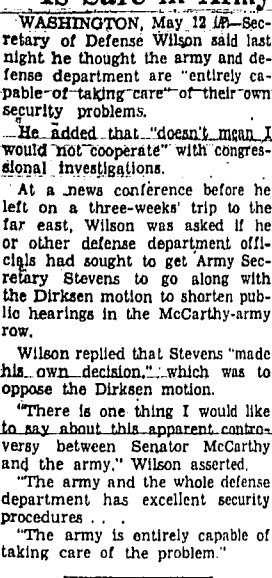 Is Safe in Army
WASHINGTON, May 12 (AP)—Sec-
retary of Defense Wilson said last
night he thought the army and de-
fense department are "entirely ca-
pable of taking care" of their own
security problems.
He added that "doesn't mean I
would not cooperate" with congres-
sional investigations.
At a news conference before he
left on a three-weeks' trip to the
far east, Wilson was asked if he
or other defense department offi-
cials had sought to get Army Sec-
retary Stevens to go along with
the Dirksen motion to shorten pub-
lic hearings in the McCarthy-army
row.
Wilson replied that Stevens "made
his own decision," which was to
oppose the Dirksen motion.
"There is one thing I would like
to say about this apparent contro-
versy between Senator McCarthy
and the army," Wilson asserted.
"The army and the whole defense
department has excellent security
procedures . . .
"The army is entirely capable of
taking care of the problem."